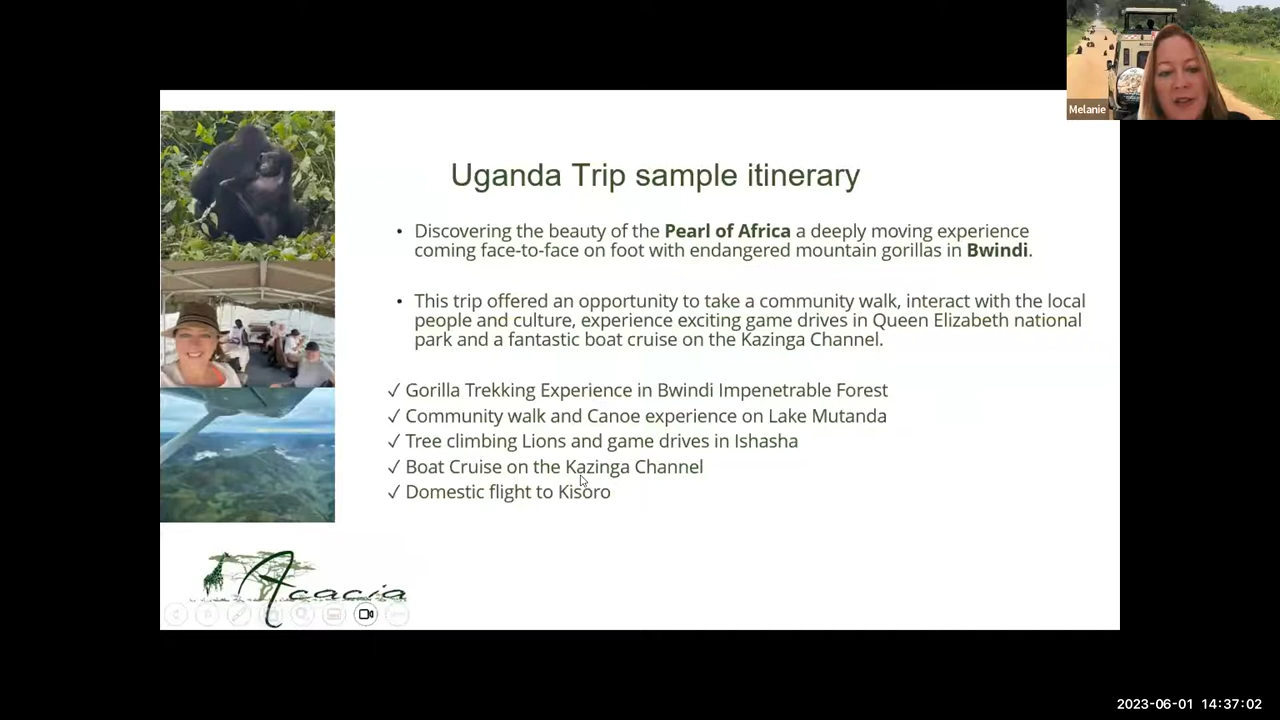 Melanie
Uganda Trip sample itinerary
• Discovering the beauty of the Pearl of Africa a deeply moving experience
coming face-to-face on foot with endangered mountain gorillas in Bwindi.
• This trip offered an opportunity to take a community walk, interact with the local
people and culture, experience exciting game drives in Queen Elizabeth national
park and a fantastic boat cruise on the Kazinga Channel.
✓ Gorilla Trekking Experience in Bwindi Impenetrable Forest
✓ Community walk and Canoe experience on Lake Mutanda
✓ Tree climbing Lions and game drives in Ishasha
✓ Boat Cruise on the Kazinga Channel
✓ Domestic flight to Kisoro
Acacia
2023-06-01 14:37:02